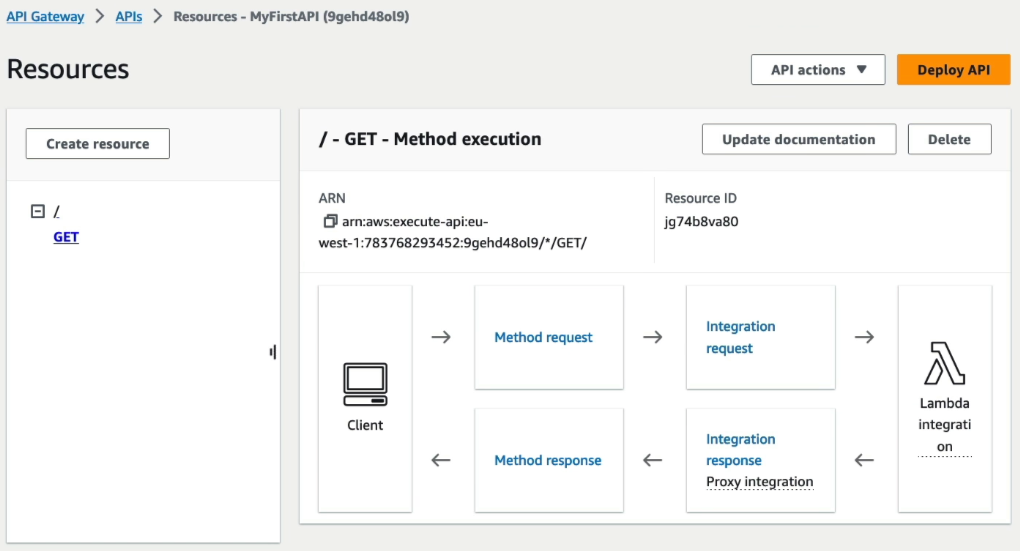 API Gateway > APIs > Resources - MyFirstAPI (9gehd48ol9)
Resources
API actions ▼
Deploy API
Create resource
/
GET
/ - GET - Method execution
Update documentation
Delete
ARN
arn:aws:execute-api:eu-
west-1:783768293452:9gehd48ol9/*/GET/
Resource ID
jg74b8va80
Client
Method request
Integration
request
Lambda
integrati
on
Method response
Integration
response
Proxy integration